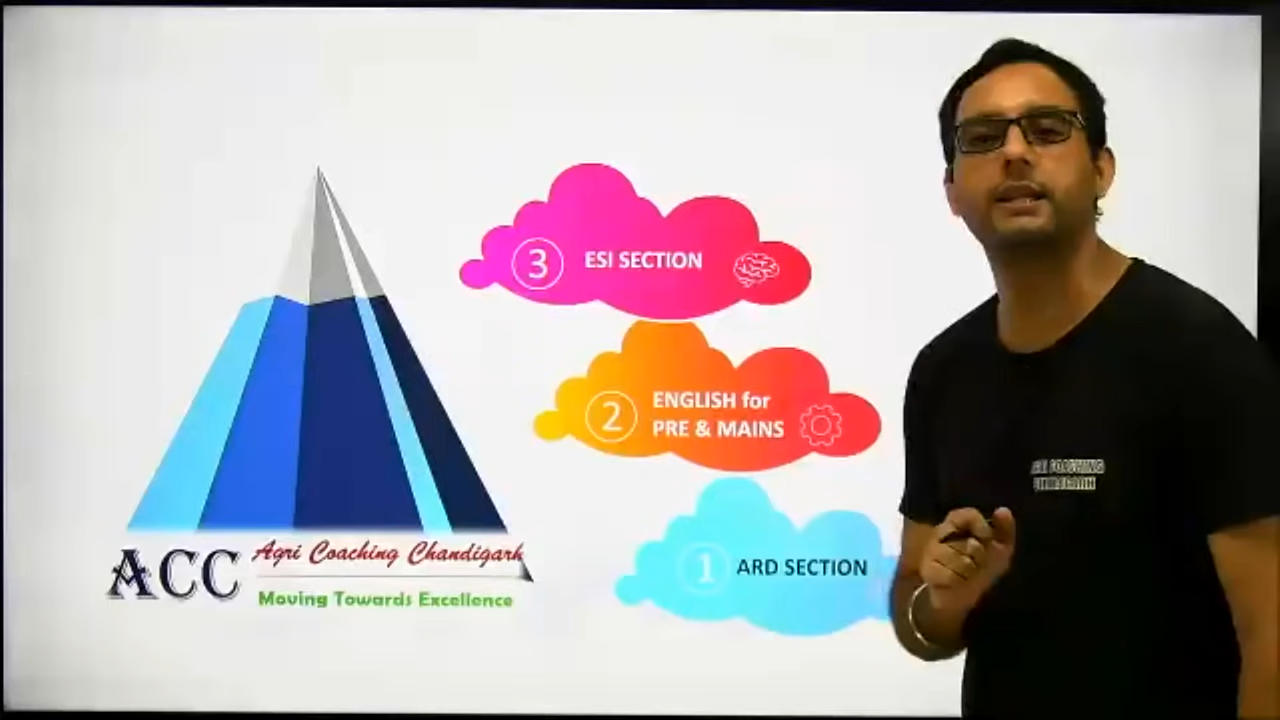 3
ESI SECTION
2
ENGLISH for
PRE & MAINS
1
ARD SECTION
ACC
Agri Coaching Chandigarh
Moving Towards Excellence